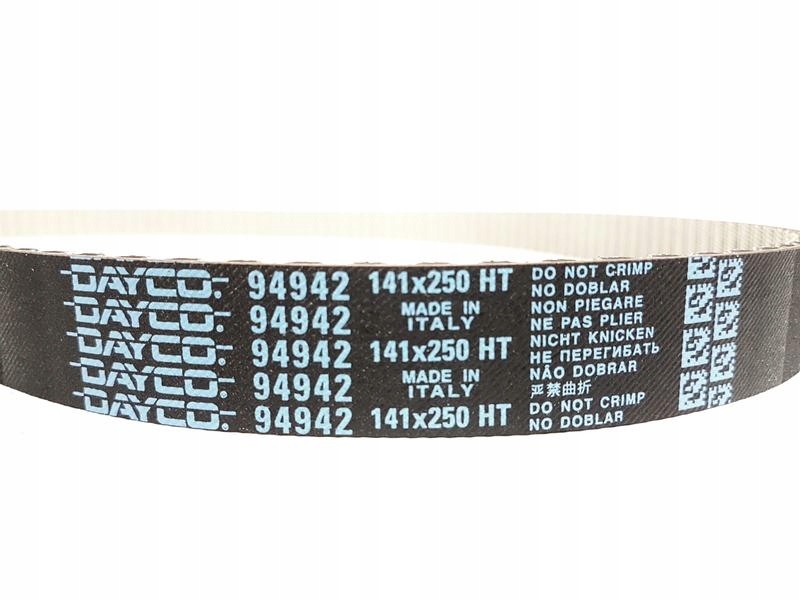 DAYCO®
DAYCO®
DAYCO®
DAYCO®
DAYCO®
94942
94942
94942
94942
94942
141x250 HT
MADE IN
ITALY
141x250 HT
MADE IN
ITALY
141x250 HT
DO NOT CRIMP
NO DOBLAR
NON PIEGARE
NE PAS PLIER
NICHT KNICKEN
НЕ ПЕРЕГИБАТЬ
NÃO DOBRAR
严禁曲折
DO NOT CRIMP
NO DOBLAR